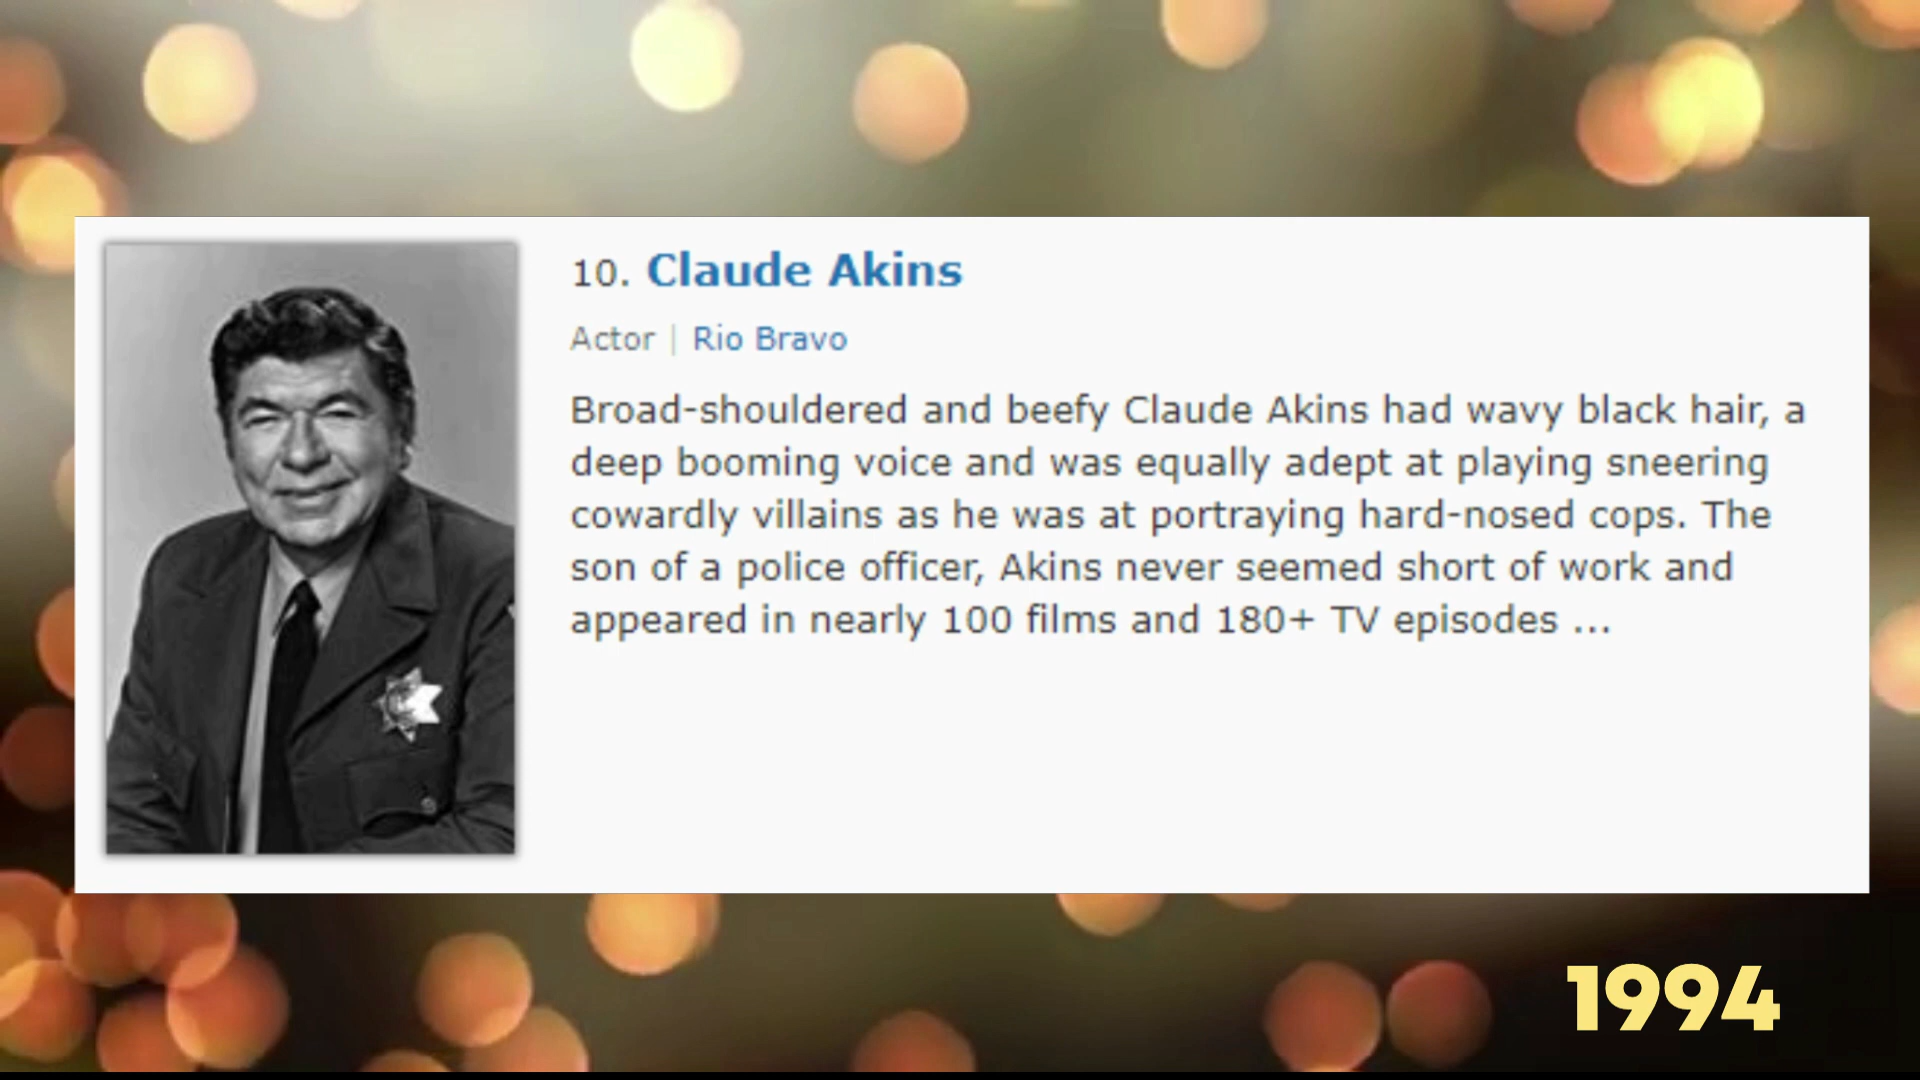 10. Claude Akins
Actor | Rio Bravo
Broad-shouldered and beefy Claude Akins had wavy black hair, a
deep booming voice and was equally adept at playing sneering
cowardly villains as he was at portraying hard-nosed cops. The
son of a police officer, Akins never seemed short of work and
appeared in nearly 100 films and 180+ TV episodes ...
1994